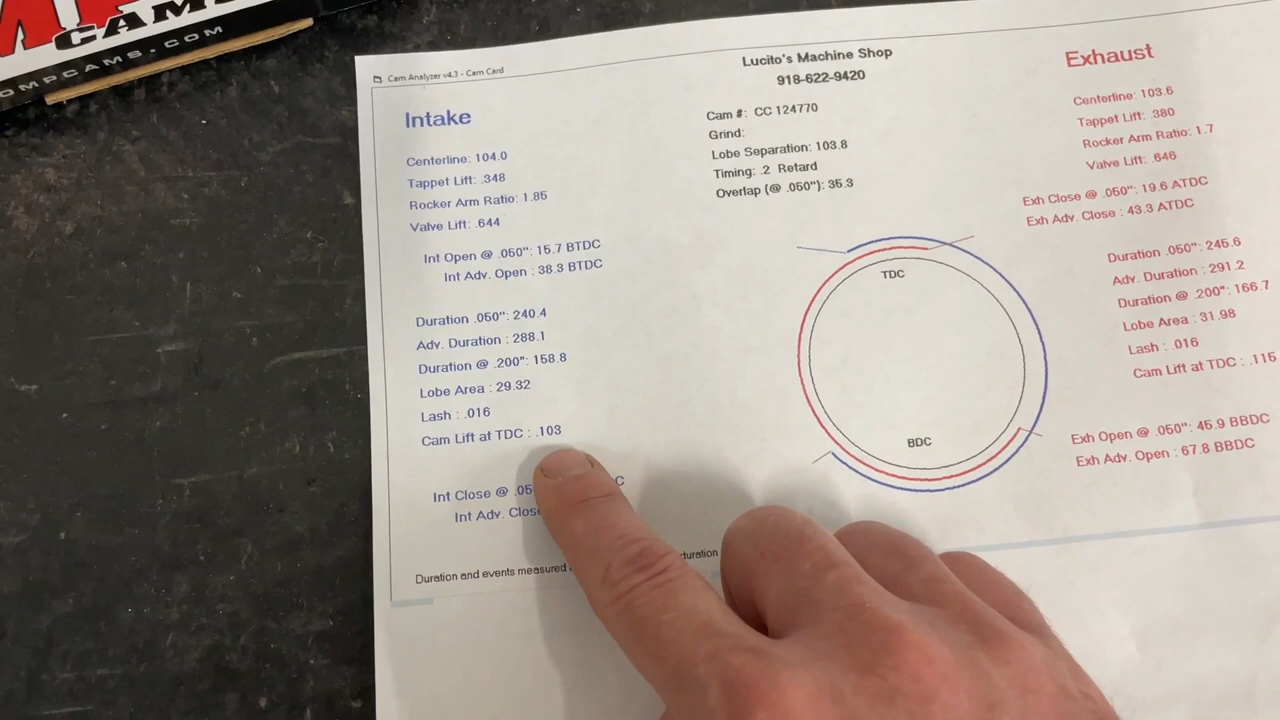 CAMS
OMPCAMS.COM
Cam Analyzer v4.3 - Cam Card
Lucito's Machine Shop
918-622-9420
Cam #: CC 124770
Grind:
Lobe Separation: 103.8
Timing: .2 Retard
Overlap (@ .050"): 35.3
Intake
Centerline: 104.0
Tappet Lift: .348
Rocker Arm Ratio: 1.85
Valve Lift: .644
Int Open @ .050": 15.7 BTDC
Int Adv. Open : 38.3 BTDC
Duration .050": 240.4
Adv. Duration : 288.1
Duration @ .200": 158.8
Lobe Area : 29.32
Lash : .016
Cam Lift at TDC : .103
Int Close @ .05
Int Adv. Close
Duration and events measured
duration
TDC
BDC
Exhaust
Centerline: 103.6
Tappet Lift: .380
Rocker Arm Ratio: 1.7
Valve Lift: .646
Exh Close @ .050": 19.6 ATDC
Exh Adv. Close : 43.3 ATDC
Duration .050": 245.6
Adv. Duration : 291.2
Duration @ .200": 166.7
Lobe Area : 31.98
Lash : .016
Cam Lift at TDC : .115
Exh Open @ .050": 45.9 BBDC
Exh Adv. Open : 67.8 BBDC